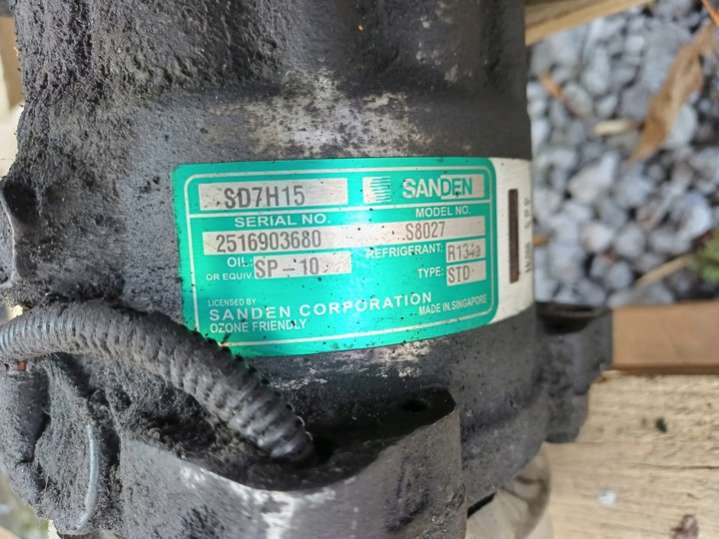 SD7H15 SANDEN
SERIAL NO. MODEL NO.
2516903680 S8027
OIL: SP-10 REFRIGERANT: R134a
OR EQUIV TYPE: STD
LICENSED BY
SANDEN CORPORATION MADE IN SINGAPORE
OZONE FRIENDLY